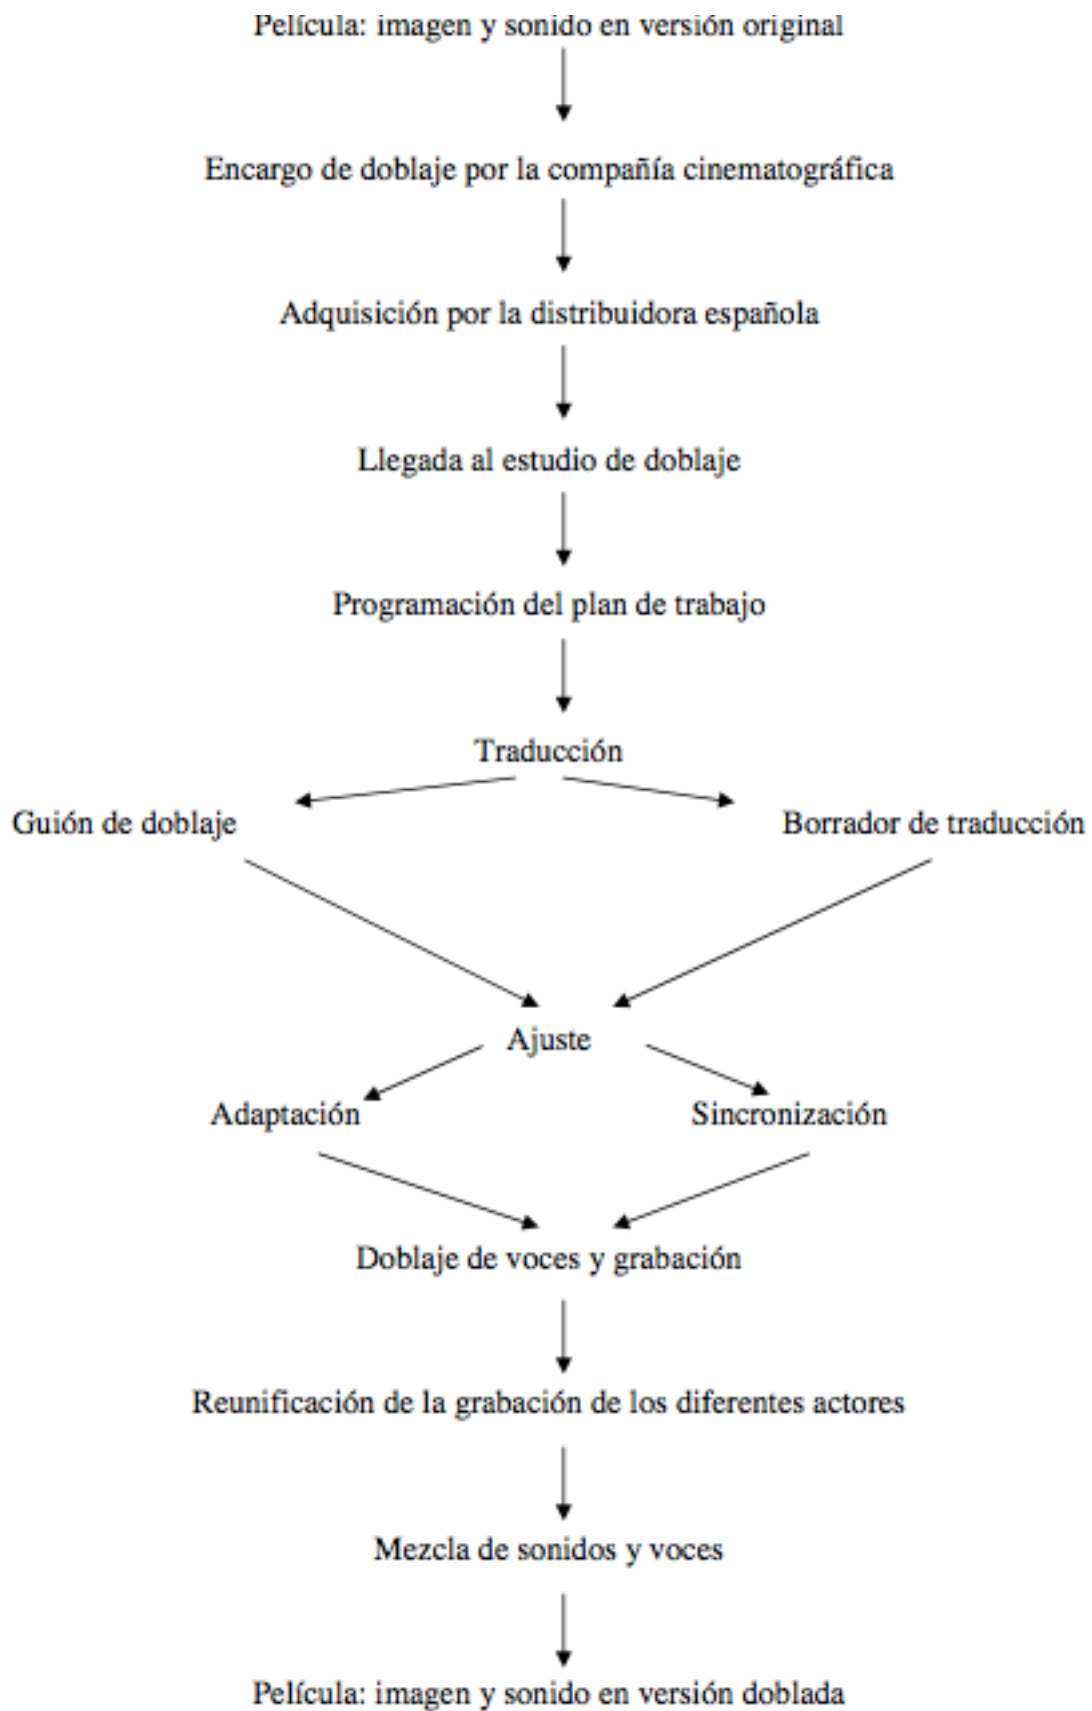 Película: imagen y sonido en versión original
Encargo de doblaje por la compañía cinematográfica
Adquisición por la distribuidora española
Llegada al estudio de doblaje
Programación del plan de trabajo
Traducción
Guión de doblaje
Borrador de traducción
Ajuste
Adaptación
Sincronización
Doblaje de voces y grabación
Reunificación de la grabación de los diferentes actores
Mezcla de sonidos y voces
Película: imagen y sonido en versión doblada